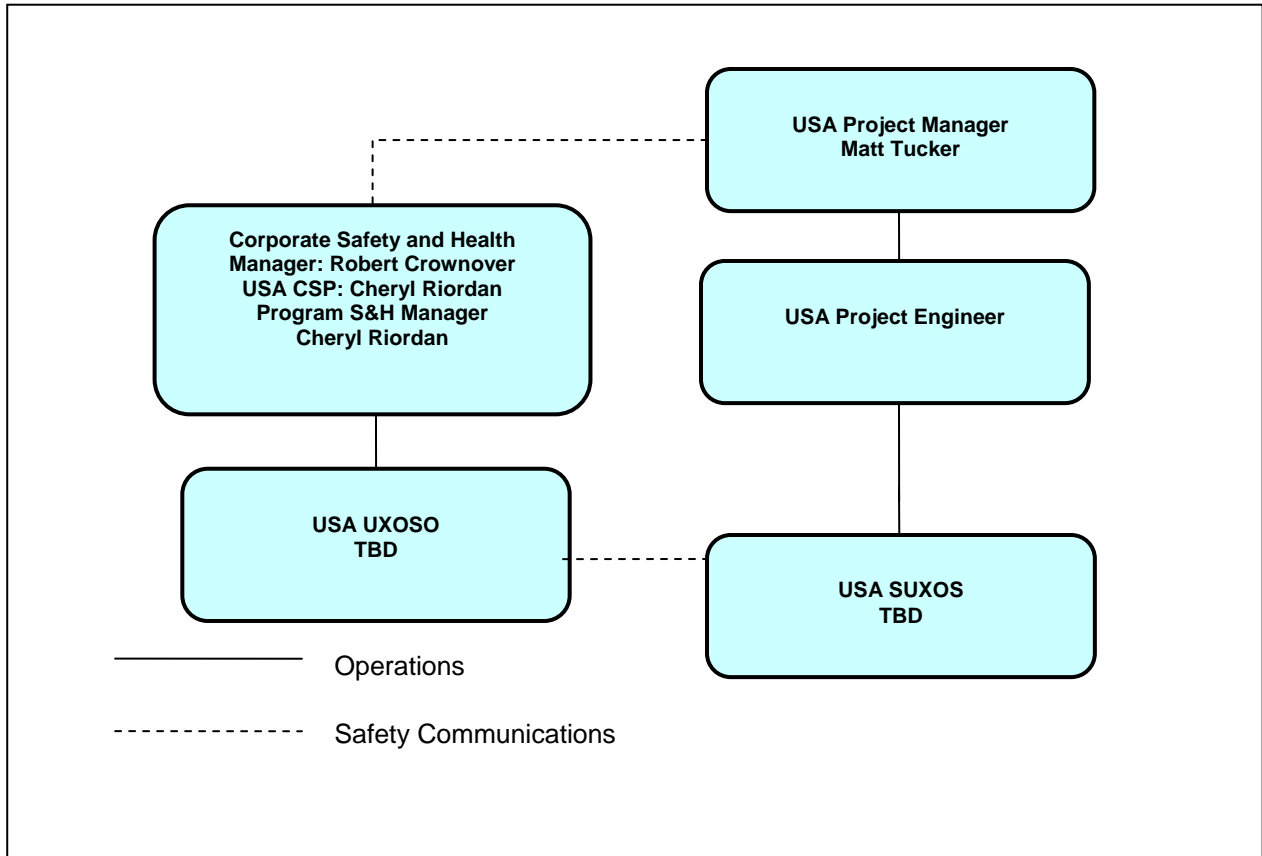 USA Project Manager
Matt Tucker
Corporate Safety and Health
Manager: Robert Crownover
USA CSP: Cheryl Riordan
Program S&H Manager
Cheryl Riordan
USA Project Engineer
USA UXOSO
TBD
USA SUXOS
TBD
Operations
Safety Communications